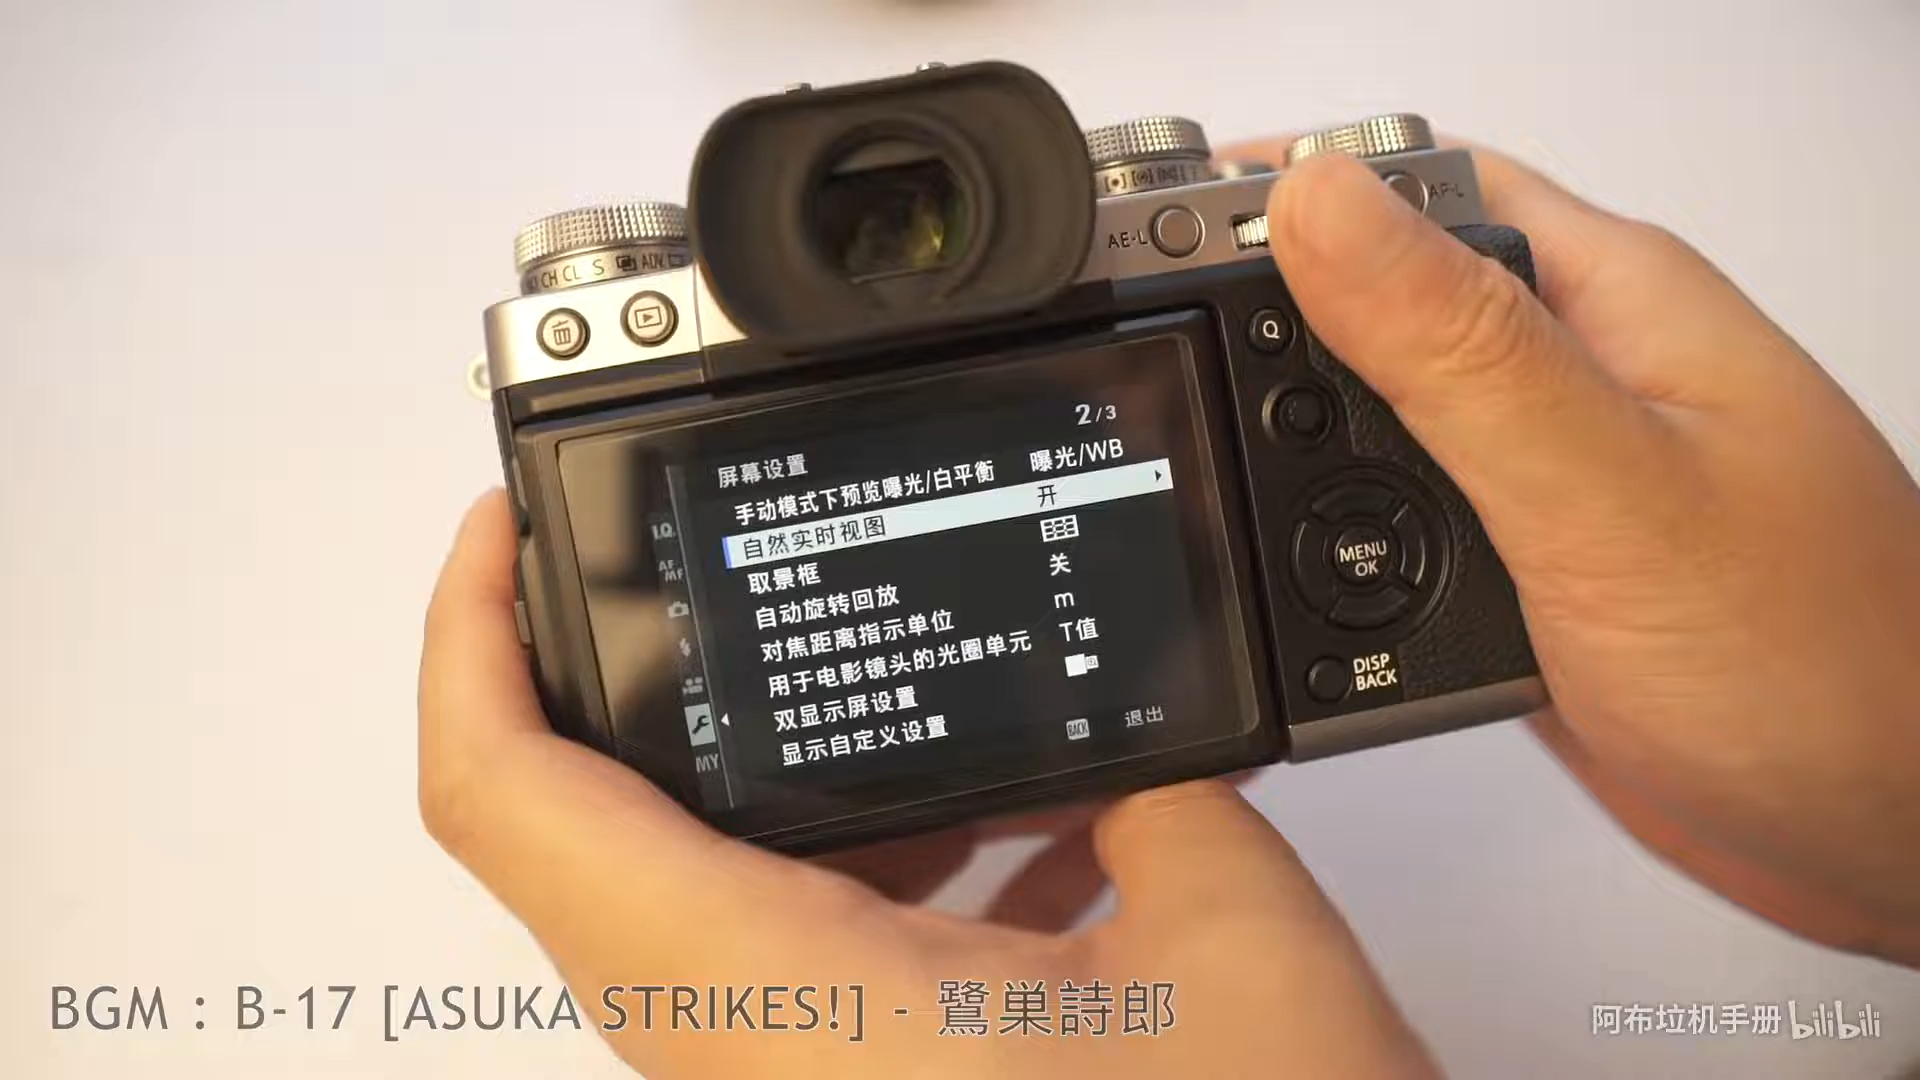 CH CL S ADV.
AE-L
AF-L
Q
2/3
屏幕设置
手动模式下预览曝光/白平衡 曝光/WB
自然实时视图 开
取景框
自动旋转回放 关
对焦距离指示单位 m
用于电影镜头的光圈单元 T值
双显示屏设置
显示自定义设置
BACK 退出
I.Q.
AF
MF
MY
MENU
OK
DISP
BACK
BGM : B-17 [ASUKA STRIKES!] - 鷺巣詩郎
阿布垃机手册 bilibili